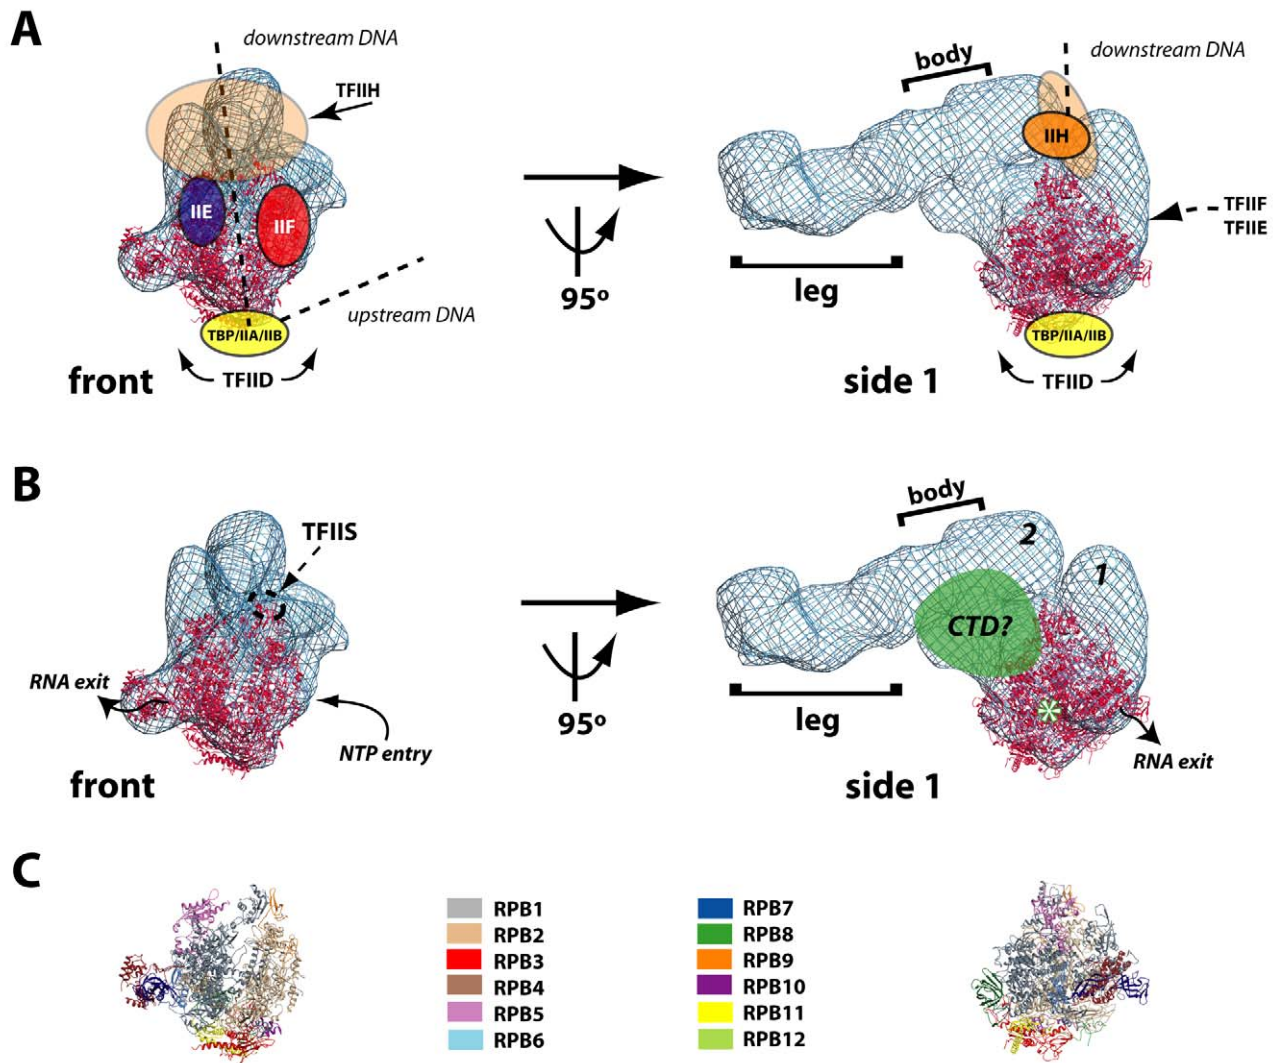 A
downstream DNA
TFIIH
IIE
IIF
upstream DNA
TBP/IIA/IIB
TFIID
front
95º
body
downstream DNA
IIH
TFIIF
TFIIE
leg
TBP/IIA/IIB
TFIID
side 1
B
TFIIS
RNA exit
NTP entry
front
95º
body
2
1
CTD?
*
leg
RNA exit
side 1
C
RPB1
RPB2
RPB3
RPB4
RPB5
RPB6
RPB7
RPB8
RPB9
RPB10
RPB11
RPB12